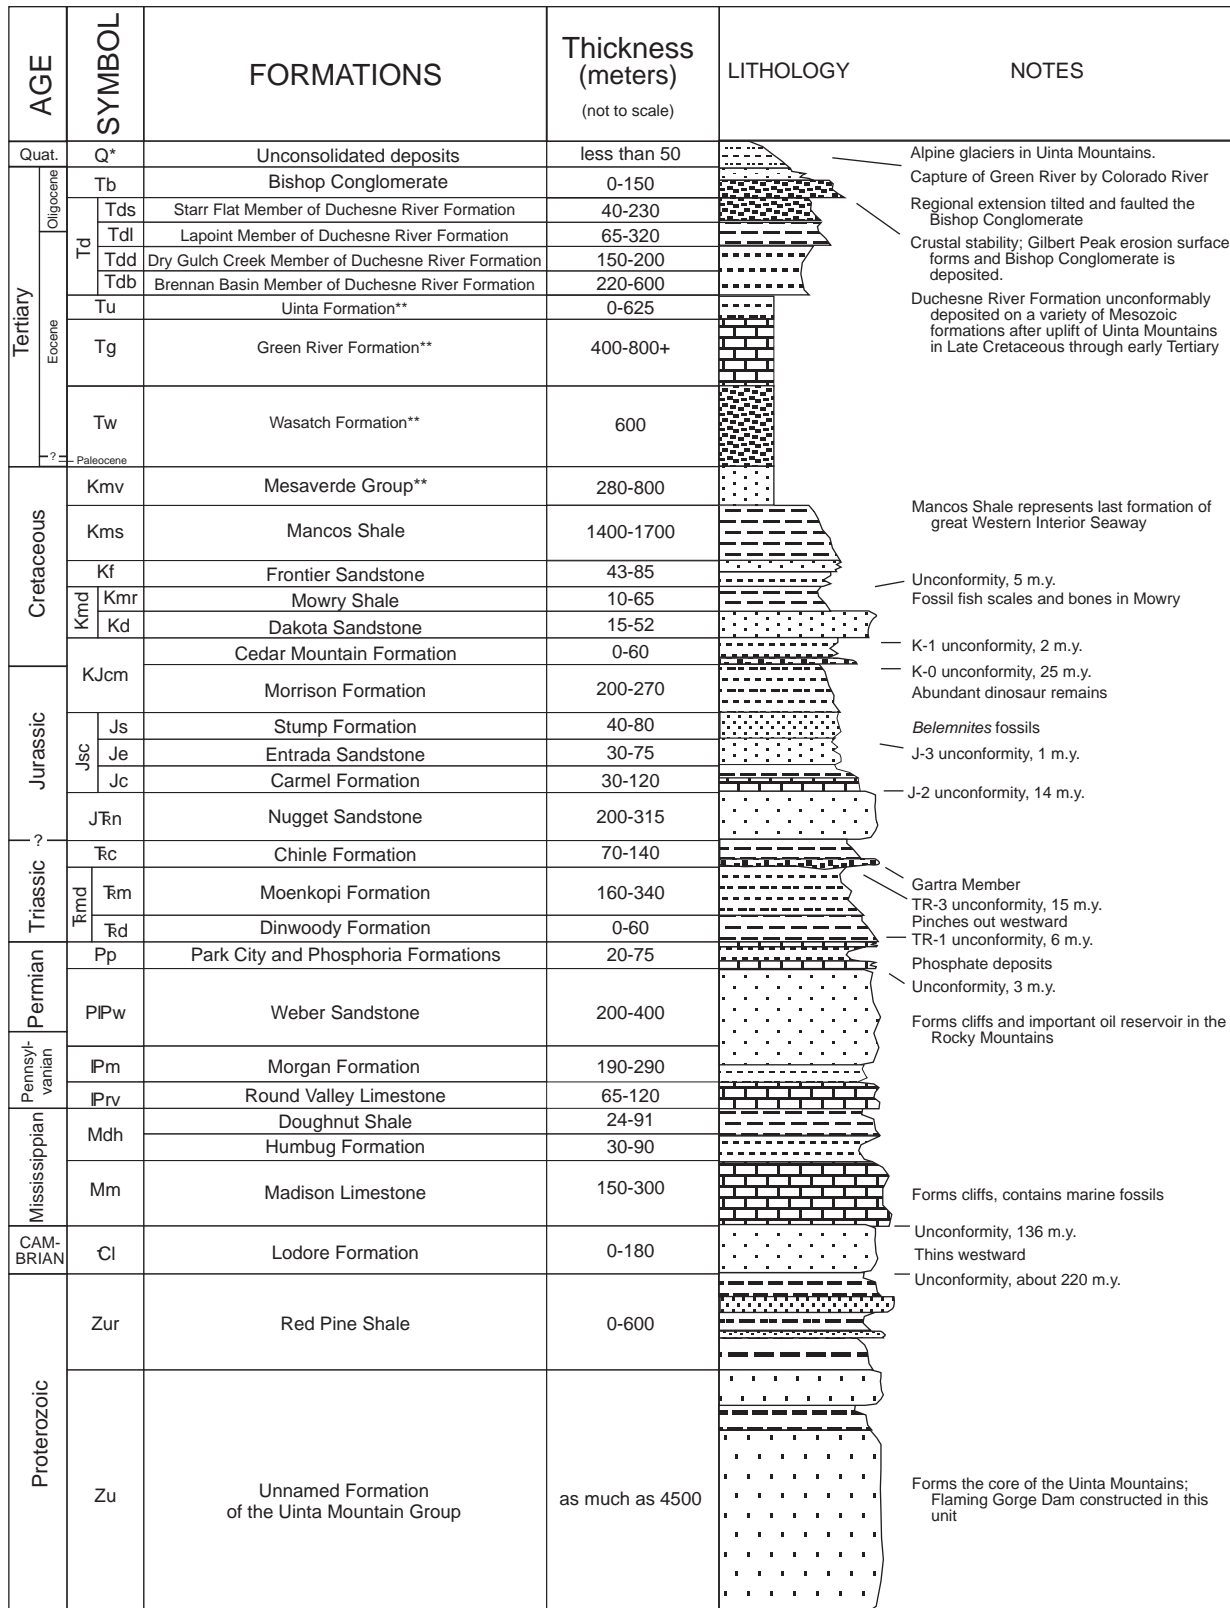 AGE
SYMBOL
FORMATIONS
Thickness
(meters)
(not to scale)
LITHOLOGY
NOTES
Quat.
Q*
Unconsolidated deposits
less than 50
Alpine glaciers in Uinta Mountains.
Tertiary
Oligocene
Tb
Bishop Conglomerate
0-150
Capture of Green River by Colorado River
Td
Tds
Starr Flat Member of Duchesne River Formation
40-230
Regional extension tilted and faulted the
Bishop Conglomerate
Eocene
Tdl
Lapoint Member of Duchesne River Formation
65-320
Crustal stability; Gilbert Peak erosion surface
forms and Bishop Conglomerate is
deposited.
Tdd
Dry Gulch Creek Member of Duchesne River Formation
150-200
Tdb
Brennan Basin Member of Duchesne River Formation
220-600
Tu
Uinta Formation**
0-625
Duchesne River Formation unconformably
deposited on a variety of Mesozoic
formations after uplift of Uinta Mountains
in Late Cretaceous through early Tertiary
Tg
Green River Formation**
400-800+
Tw
Wasatch Formation**
600
?
Paleocene
Cretaceous
Kmv
Mesaverde Group**
280-800
Kms
Mancos Shale
1400-1700
Mancos Shale represents last formation of
great Western Interior Seaway
Kf
Frontier Sandstone
43-85
Unconformity, 5 m.y.
Kmd
Kmr
Mowry Shale
10-65
Fossil fish scales and bones in Mowry
Kd
Dakota Sandstone
15-52
KJcm
Cedar Mountain Formation
0-60
K-1 unconformity, 2 m.y.
K-0 unconformity, 25 m.y.
Jurassic
Morrison Formation
200-270
Abundant dinosaur remains
Jsc
Js
Stump Formation
40-80
Belemnites fossils
Je
Entrada Sandstone
30-75
J-3 unconformity, 1 m.y.
Jc
Carmel Formation
30-120
J-2 unconformity, 14 m.y.
JTRn
Nugget Sandstone
200-315
?
Triassic
TRc
Chinle Formation
70-140
Gartra Member
TRmd
TRm
Moenkopi Formation
160-340
TR-3 unconformity, 15 m.y.
Pinches out westward
TRd
Dinwoody Formation
0-60
TR-1 unconformity, 6 m.y.
Permian
Pp
Park City and Phosphoria Formations
20-75
Phosphate deposits
Unconformity, 3 m.y.
PIPw
Weber Sandstone
200-400
Forms cliffs and important oil reservoir in the
Rocky Mountains
Pennsyl-
vanian
IPm
Morgan Formation
190-290
IPrv
Round Valley Limestone
65-120
Mississippian
Mdh
Doughnut Shale
24-91
Humbug Formation
30-90
Mm
Madison Limestone
150-300
Forms cliffs, contains marine fossils
Unconformity, 136 m.y.
CAM-
BRIAN
Cl
Lodore Formation
0-180
Thins westward
Unconformity, about 220 m.y.
Proterozoic
Zur
Red Pine Shale
0-600
Zu
Unnamed Formation
of the Uinta Mountain Group
as much as 4500
Forms the core of the Uinta Mountains;
Flaming Gorge Dam constructed in this
unit